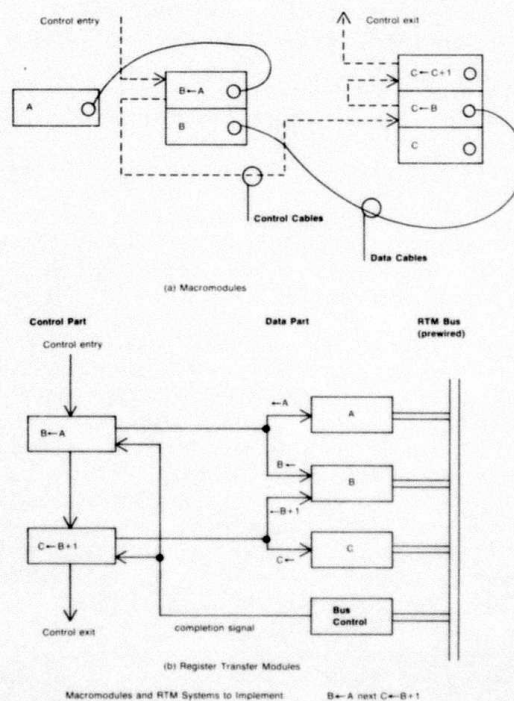 Control entry
Control exit
A
B←A
B
C←C+1
C←B
C
Control Cables
Data Cables
(a) Macromodules
Control Part
Data Part
RTM Bus
(prewired)
Control entry
←A
A
B←A
B←
B
←B+1
C←B+1
C←
C
Bus
Control
completion signal
Control exit
(b) Register Transfer Modules
Macromodules and RTM Systems to Implement B←A next C←B+1